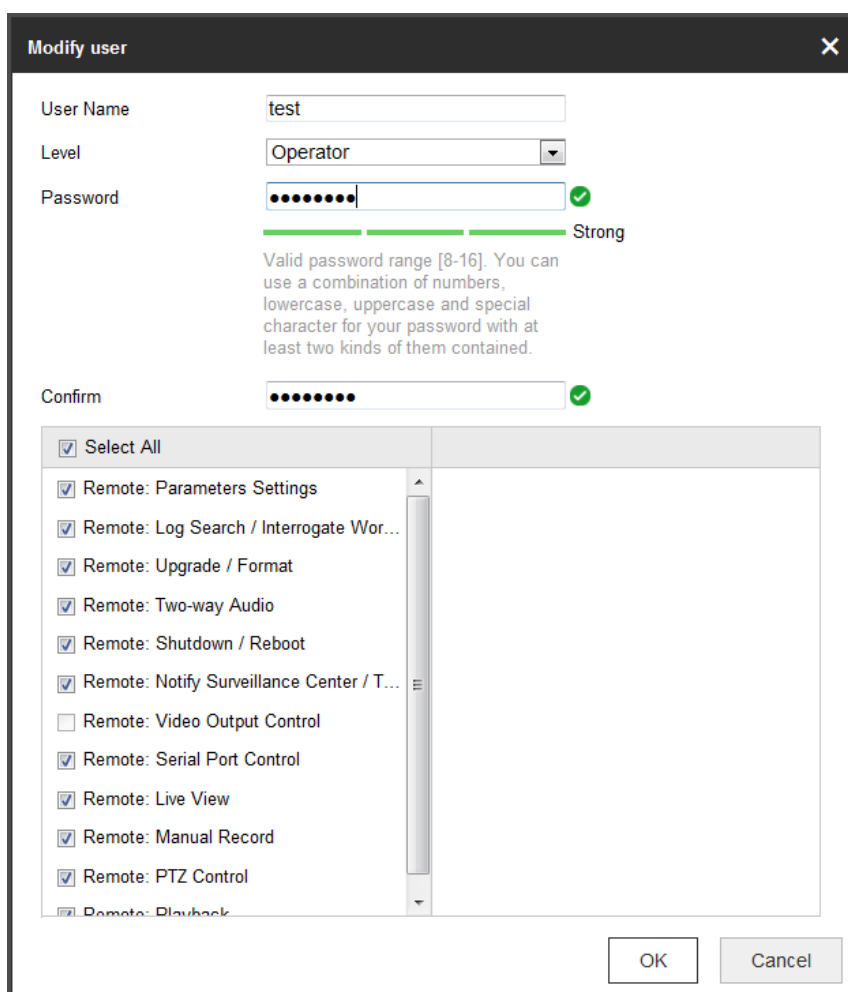 Modify user
User Name
test
Level
Operator
Password
••••••••
Strong
Valid password range [8-16]. You can
use a combination of numbers,
lowercase, uppercase and special
character for your password with at
least two kinds of them contained.
Confirm
••••••••
Select All
Remote: Parameters Settings
Remote: Log Search / Interrogate Wor...
Remote: Upgrade / Format
Remote: Two-way Audio
Remote: Shutdown / Reboot
Remote: Notify Surveillance Center / T...
Remote: Video Output Control
Remote: Serial Port Control
Remote: Live View
Remote: Manual Record
Remote: PTZ Control
Remote: Playback
OK
Cancel